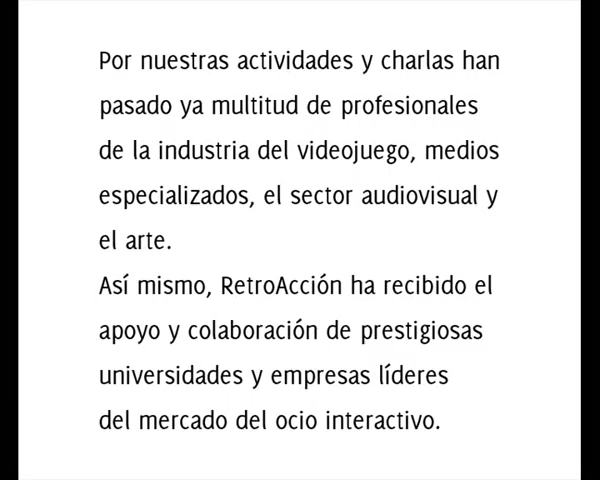 Por nuestras actividades y charlas han
pasado ya multitud de profesionales
de la industria del videojuego, medios
especializados, el sector audiovisual y
el arte.
Así mismo, RetroAcción ha recibido el
apoyo y colaboración de prestigiosas
universidades y empresas líderes
del mercado del ocio interactivo.